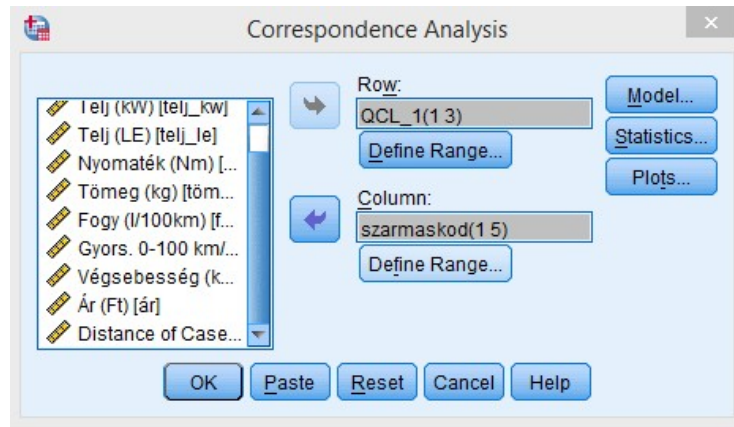 Correspondence Analysis
Telj (kW) [telj_kw]
Telj (LE) [telj_le]
Nyomaték (Nm) [...
Tömeg (kg) [töm...
Fogy (l/100km) [f...
Gyors. 0-100 km/...
Végsebesség (k...
Ár (Ft) [ár]
Distance of Case...
Row:
QCL_1(1 3)
Define Range...
Column:
szarmaskod(1 5)
Define Range...
Model...
Statistics...
Plots...
OK Paste Reset Cancel Help